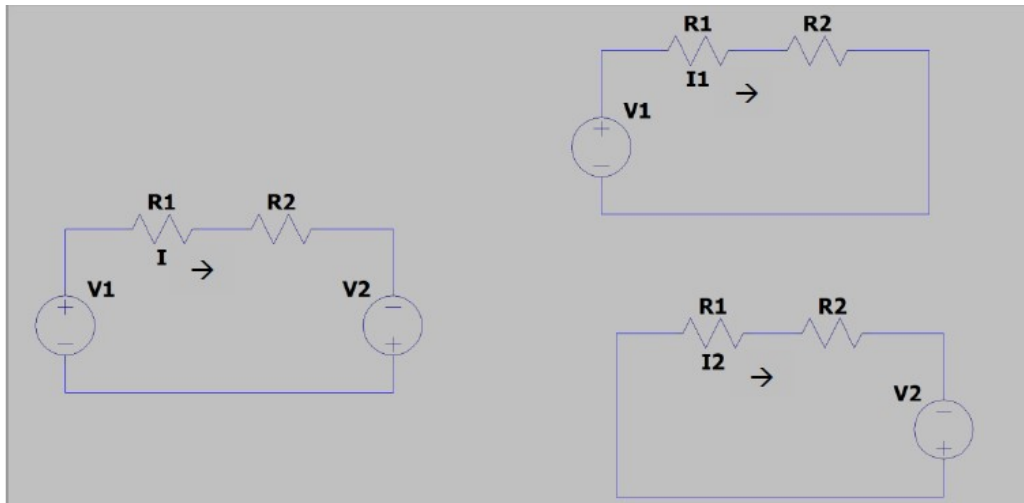 R1 R2
I →
V1 V2
+ −
− +
R1 R2
I1 →
V1
+
−
R1 R2
I2 →
V2
−
+